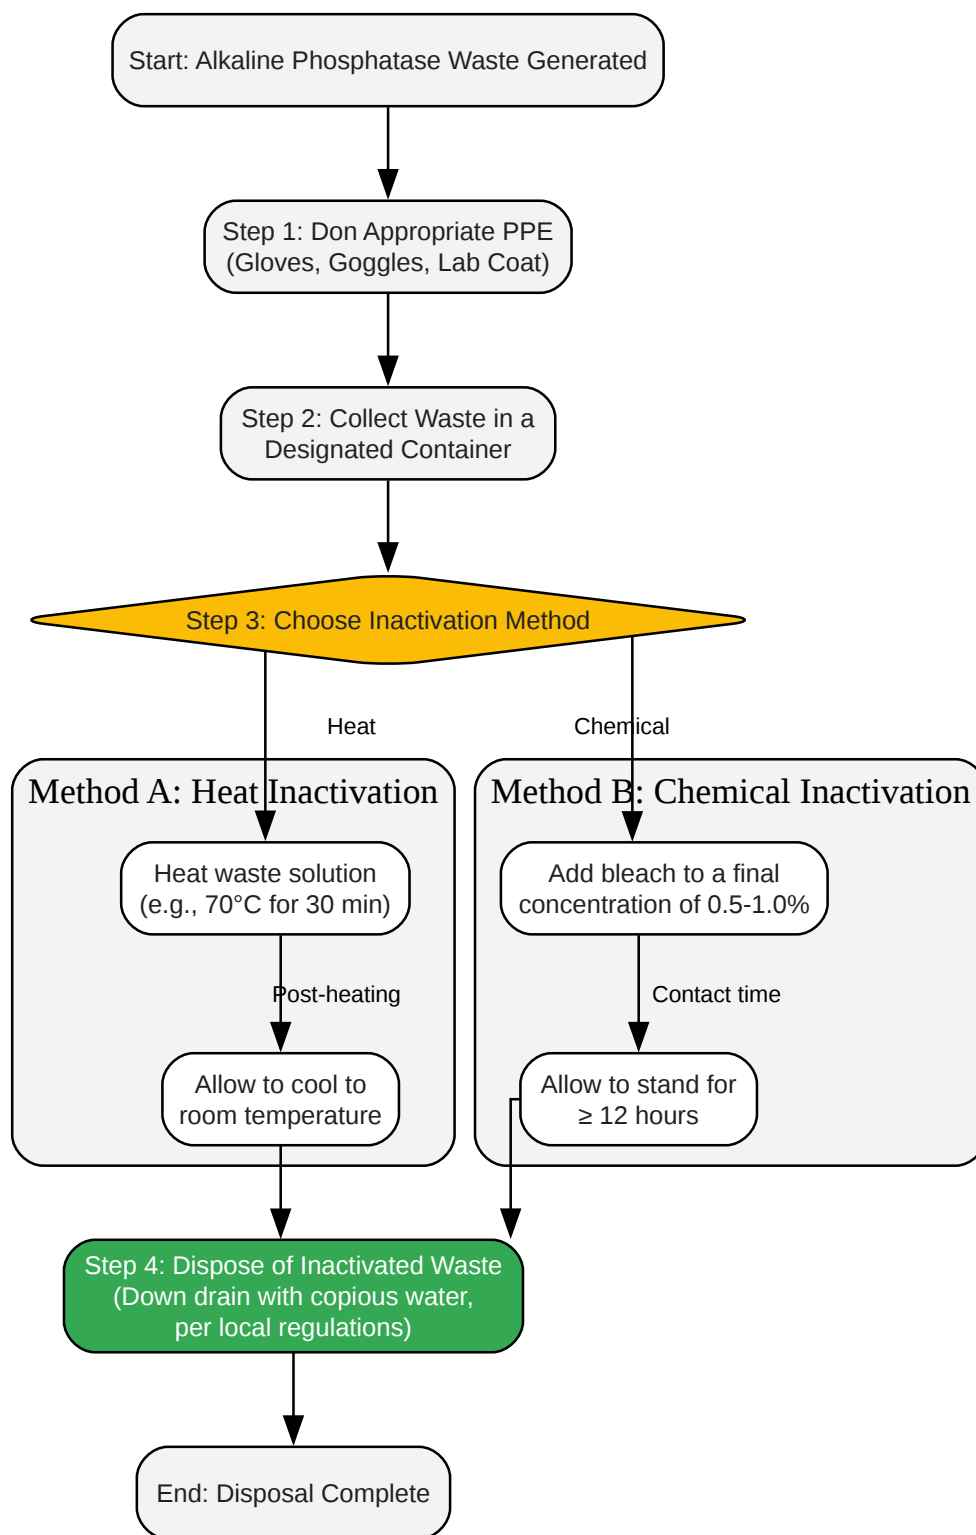 Start: Alkaline Phosphatase Waste Generated
Step 1: Don Appropriate PPE
(Gloves, Goggles, Lab Coat)
Step 2: Collect Waste in a
Designated Container
Step 3: Choose Inactivation Method
Heat
Chemical
Method A: Heat Inactivation
Heat waste solution
(e.g., 70°C for 30 min)
Post-heating
Allow to cool to
room temperature
Method B: Chemical Inactivation
Add bleach to a final
concentration of 0.5-1.0%
Contact time
Allow to stand for
≥ 12 hours
Step 4: Dispose of Inactivated Waste
(Down drain with copious water,
per local regulations)
End: Disposal Complete